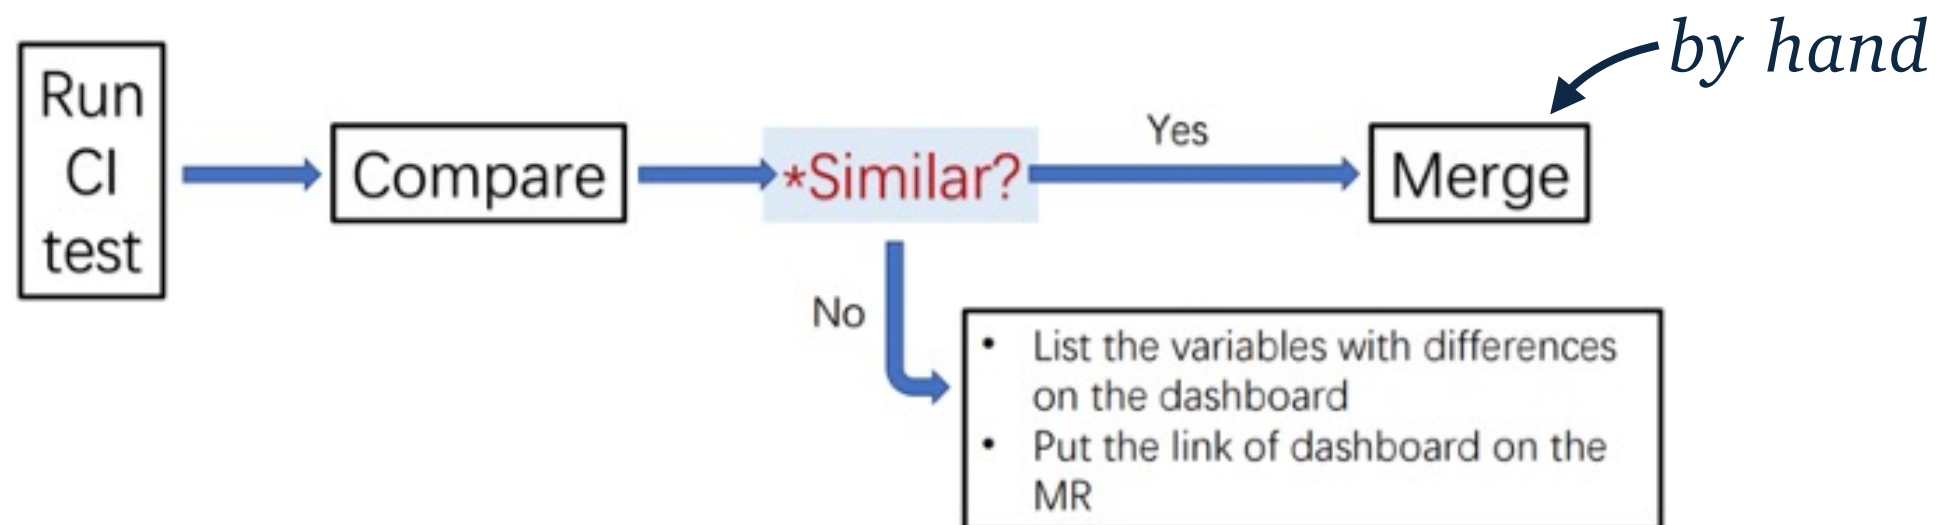 by hand
Run
CI
test
Compare
*Similar?
Yes
Merge
No
• List the variables with differences
on the dashboard
• Put the link of dashboard on the
MR